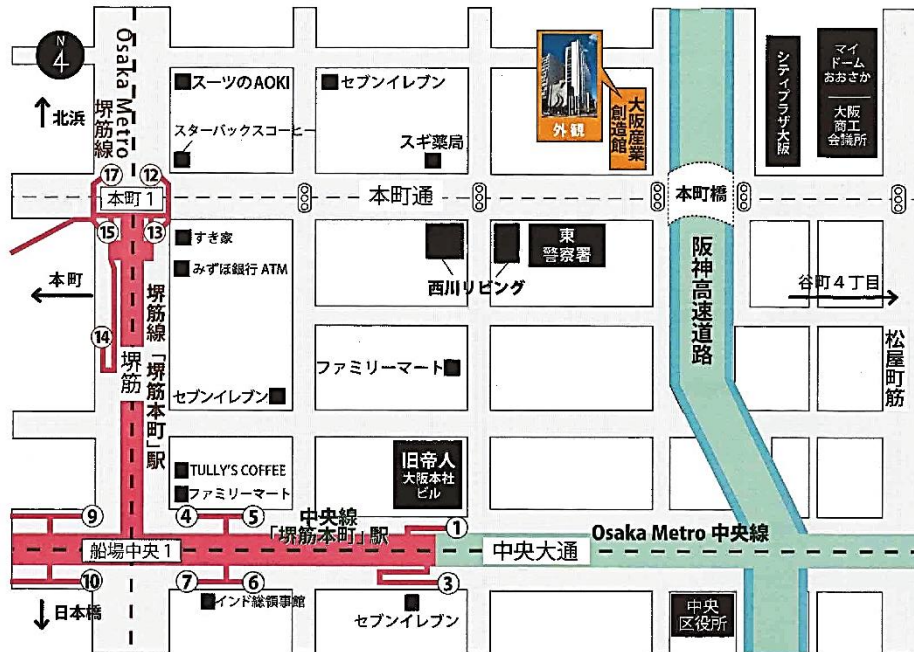 N
4
Osaka Metro
堺筋線
北浜
スーツのAOKI
セブンイレブン
スターバックスコーヒー
スギ薬局
外観
大阪産業
創造館
シティプラザ大阪
マイ
ドーム
おおさか
大阪
商工
会議所
⑰
⑫
本町1
⑮
⑬
本町通
本町橋
すき家
みずほ銀行 ATM
西川リビング
東
警察署
阪神高速道路
本町
谷町4丁目
松屋町筋
⑭
堺筋
堺筋線「堺筋本町」駅
ファミリーマート
セブンイレブン
TULLY'S COFFEE
ファミリーマート
旧帝人
大阪本社
ビル
⑨
④
⑤
中央線
「堺筋本町」駅
①
船場中央1
中央大通
Osaka Metro 中央線
⑩
⑦
⑥
③
日本橋
インド総領事館
セブンイレブン
中央
区役所